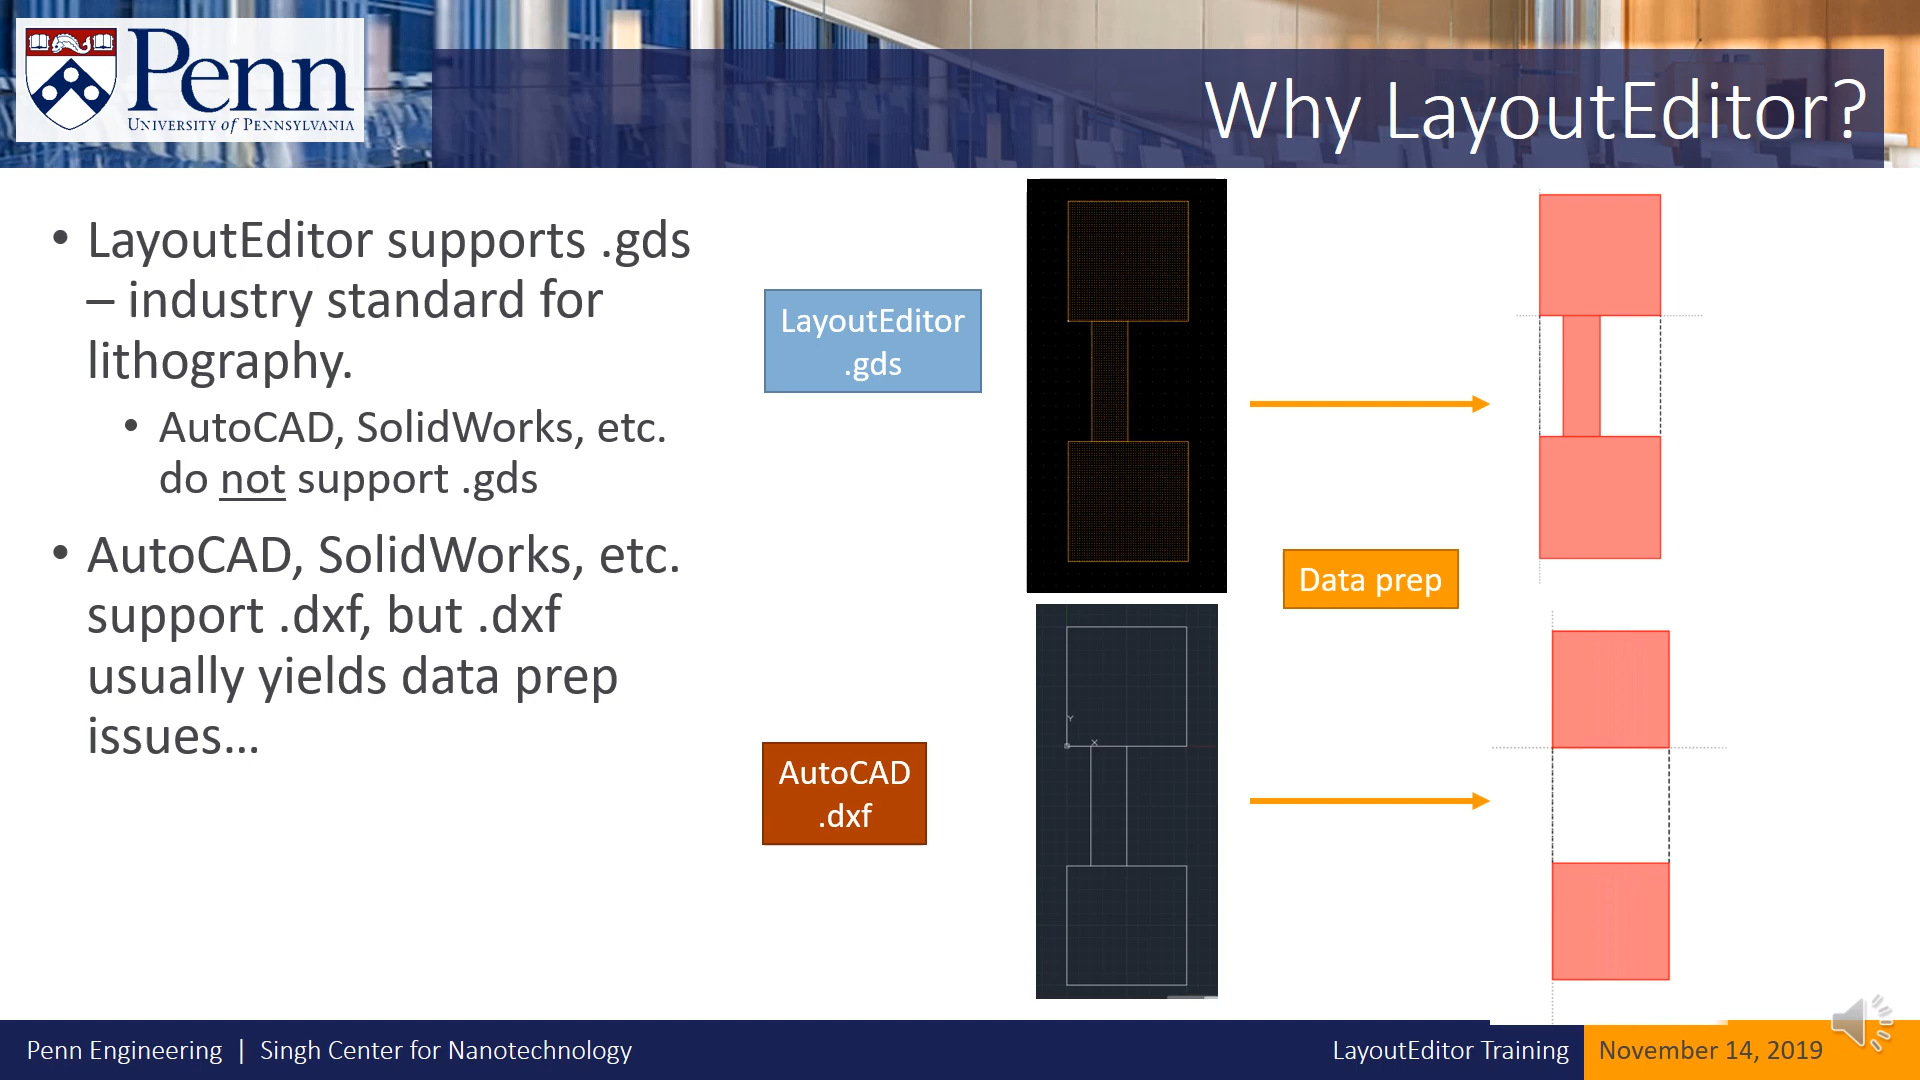 Penn
UNIVERSITY of PENNSYLVANIA
Why LayoutEditor?
• LayoutEditor supports .gds
– industry standard for
lithography.
• AutoCAD, SolidWorks, etc.
do not support .gds
• AutoCAD, SolidWorks, etc.
support .dxf, but .dxf
usually yields data prep
issues...
LayoutEditor
.gds
Data prep
AutoCAD
.dxf
Y
X
Penn Engineering | Singh Center for Nanotechnology
LayoutEditor Training
November 14, 2019